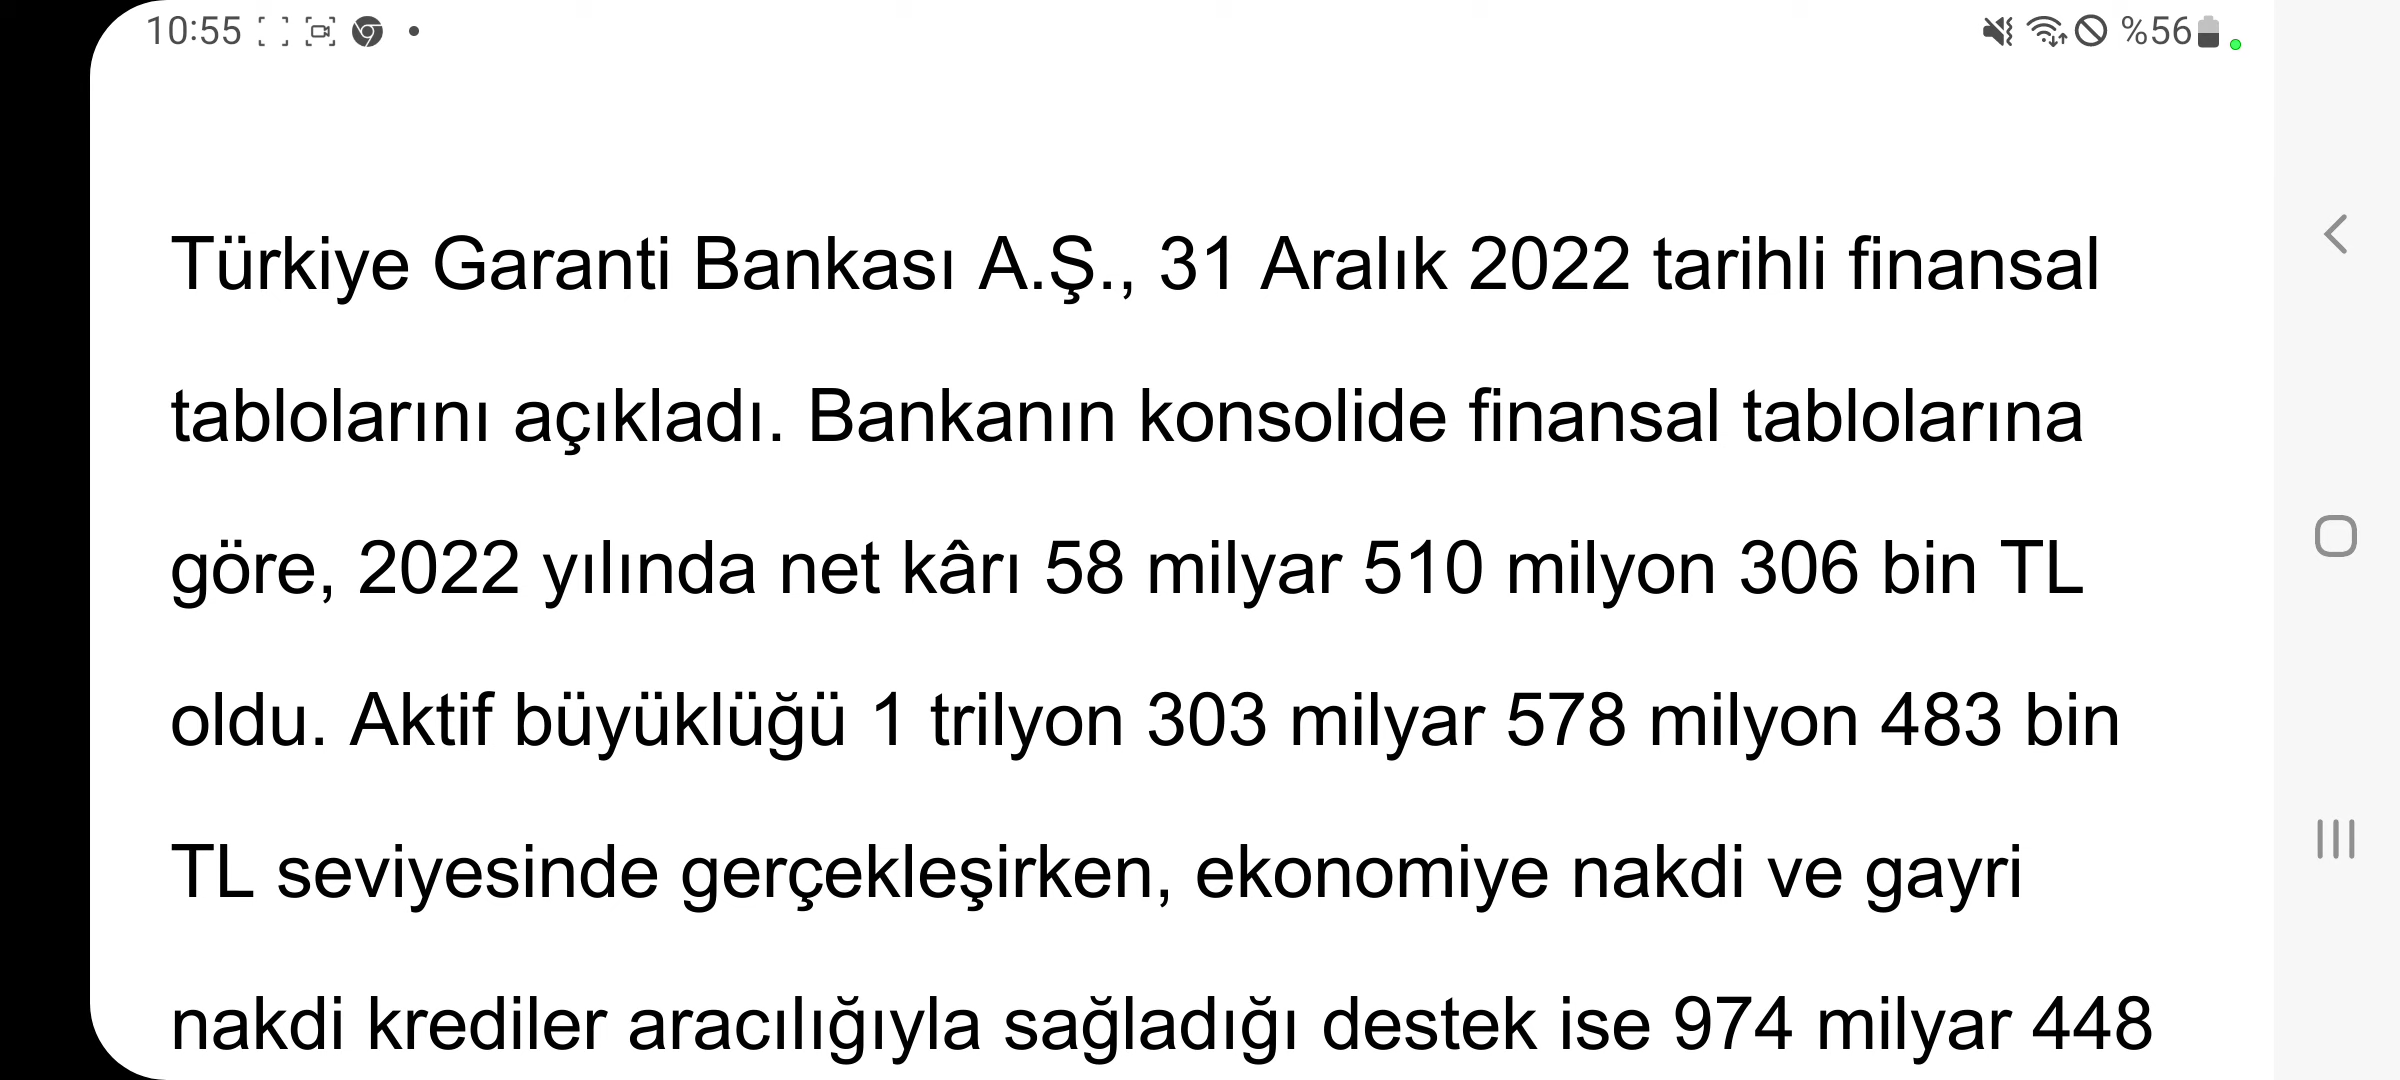 10:55 %56
Türkiye Garanti Bankası A.Ş., 31 Aralık 2022 tarihli finansal
tablolarını açıkladı. Bankanın konsolide finansal tablolarına
göre, 2022 yılında net kârı 58 milyar 510 milyon 306 bin TL
oldu. Aktif büyüklüğü 1 trilyon 303 milyar 578 milyon 483 bin
TL seviyesinde gerçekleşirken, ekonomiye nakdi ve gayri
nakdi krediler aracılığıyla sağladığı destek ise 974 milyar 448